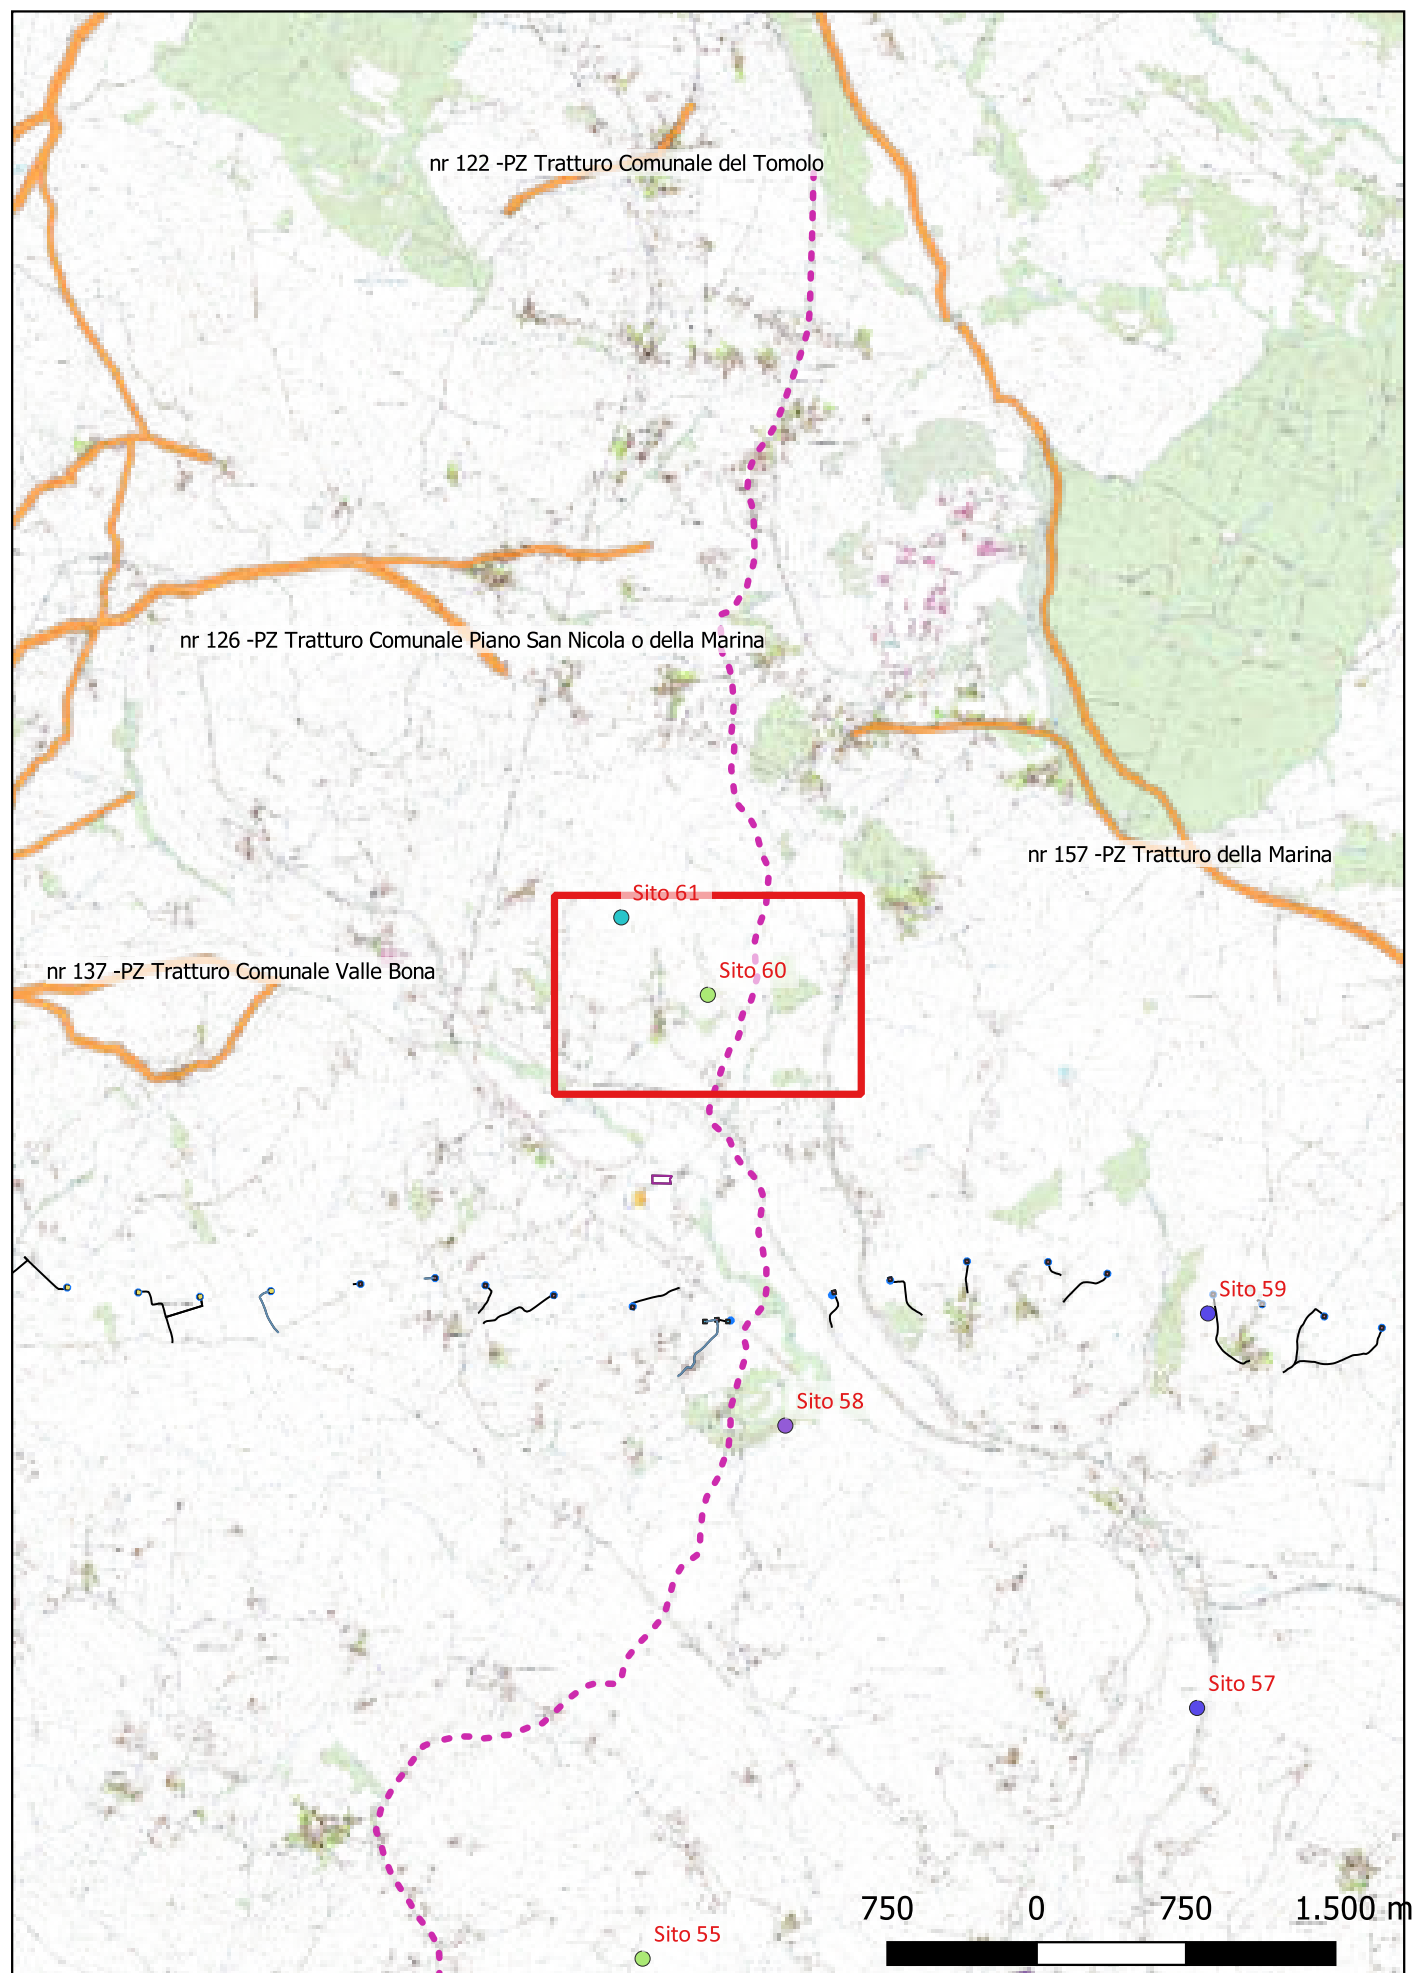 nr 122 -PZ Tratturo Comunale del Tomolo
nr 126 -PZ Tratturo Comunale Piano San Nicola o della Marina
nr 157 -PZ Tratturo della Marina
Sito 61
nr 137 -PZ Tratturo Comunale Valle Bona
Sito 60
Sito 59
Sito 58
Sito 57
750 0 750 1.500 m
Sito 55